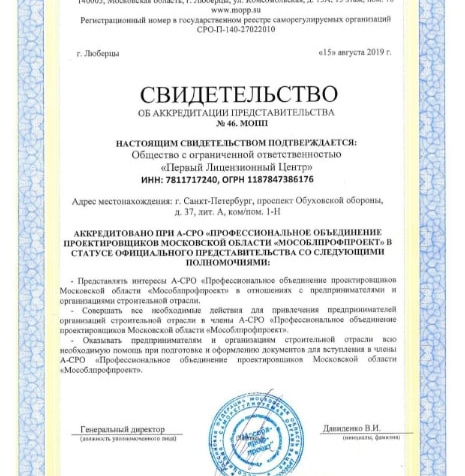 140005, Московская область, г. Люберцы, ул. Комсомольская, д. 15А,
www.mopp.ru
Регистрационный номер в государственном реестре саморегулируемых организаций
СРО-П-140-27022010
г. Люберцы «15» августа 2019 г.
СВИДЕТЕЛЬСТВО
ОБ АККРЕДИТАЦИИ ПРЕДСТАВИТЕЛЬСТВА
№ 46. МОПП
НАСТОЯЩИМ СВИДЕТЕЛЬСТВОМ ПОДТВЕРЖДАЕТСЯ:
Общество с ограниченной ответственностью
«Первый Лицензионный Центр»
ИНН: 7811717240, ОГРН 1187847386176
Адрес местонахождения: г. Санкт-Петербург, проспект Обуховской обороны,
д. 37, лит. А, ком/пом. 1-Н
АККРЕДИТОВАНО ПРИ А-СРО «ПРОФЕССИОНАЛЬНОЕ ОБЪЕДИНЕНИЕ
ПРОЕКТИРОВЩИКОВ МОСКОВСКОЙ ОБЛАСТИ «МОСОБЛПРОФПРОЕКТ» В
СТАТУСЕ ОФИЦИАЛЬНОГО ПРЕДСТАВИТЕЛЬСТВА СО СЛЕДУЮЩИМИ
ПОЛНОМОЧИЯМИ:
- Представлять интересы А-СРО «Профессиональное объединение проектировщиков
Московской области «Мособлпрофпроект» в отношениях с предпринимателями и
организациями строительной отрасли.
- Совершать все необходимые действия для привлечения предпринимателей
организаций строительной отрасли в члены А-СРО «Профессиональное объединение
проектировщиков Московской области «Мособлпрофпроект».
- Оказывать предпринимателям и организациям строительной отрасли всю
необходимую помощь при подготовке и оформлению документов для вступления в члены
А-СРО «Профессиональное объединение проектировщиков Московской области
«Мособлпрофпроект».
Генеральный директор Даниленко В.И.
(должность уполномоченного лица) (инициалы, фамилия)